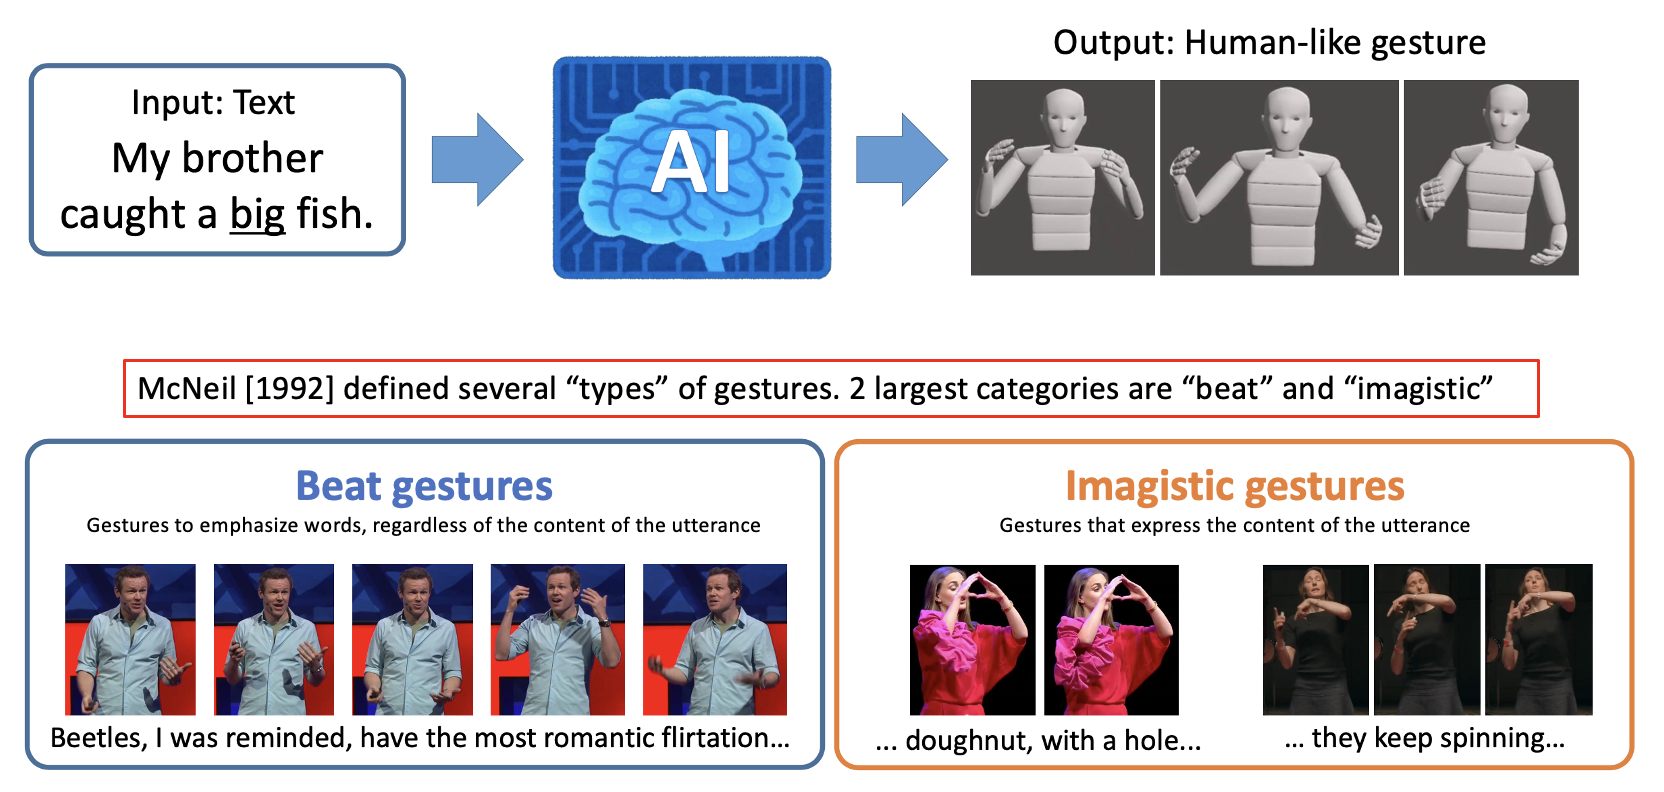 Input: Text
My brother
caught a big fish.
AI
Output: Human-like gesture
McNeil [1992] defined several “types” of gestures. 2 largest categories are “beat” and “imagistic”
Beat gestures
Gestures to emphasize words, regardless of the content of the utterance
Beetles, I was reminded, have the most romantic flirtation...
Imagistic gestures
Gestures that express the content of the utterance
... doughnut, with a hole...
... they keep spinning...